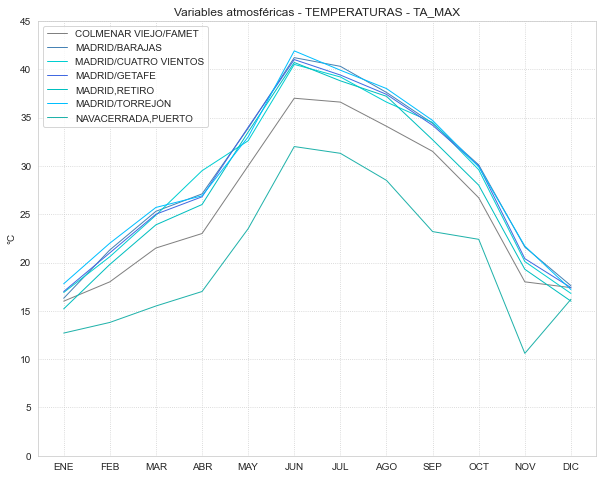 Variables atmosféricas - TEMPERATURAS - TA_MAX
COLMENAR VIEJO/FAMET
MADRID/BARAJAS
MADRID/CUATRO VIENTOS
MADRID/GETAFE
MADRID,RETIRO
MADRID/TORREJÓN
NAVACERRADA,PUERTO
45
40
35
30
25
20
15
10
5
0
°C
ENE FEB MAR ABR MAY JUN JUL AGO SEP OCT NOV DIC